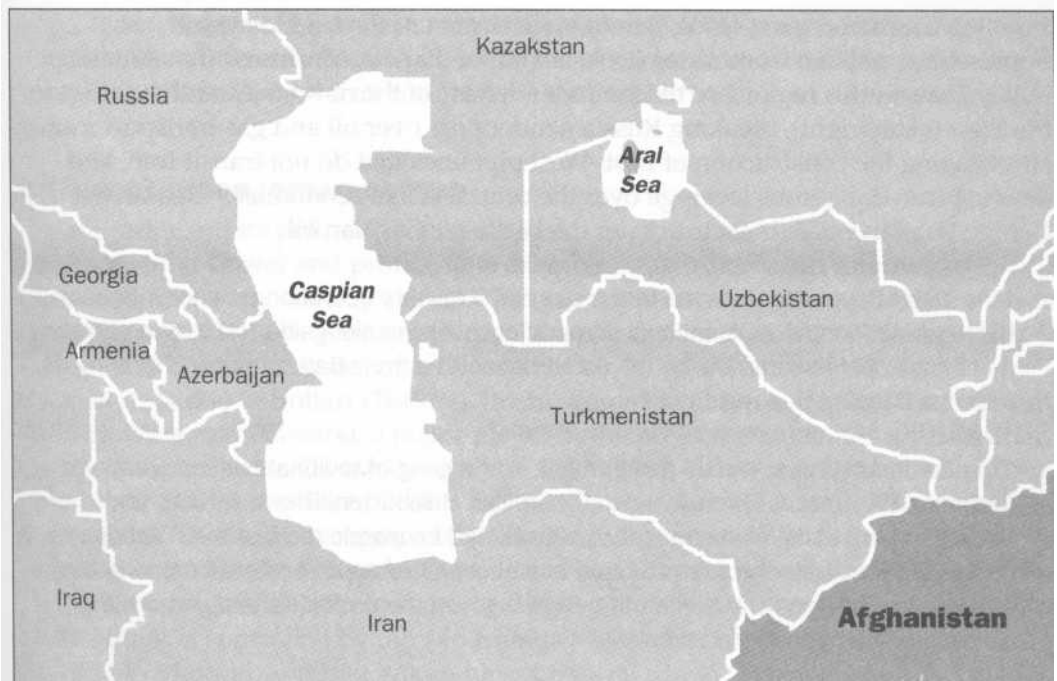 Kazakstan
Russia
Aral
Sea
Georgia
Caspian
Sea
Uzbekistan
Armenia
Azerbaijan
Turkmenistan
Iraq
Iran
Afghanistan